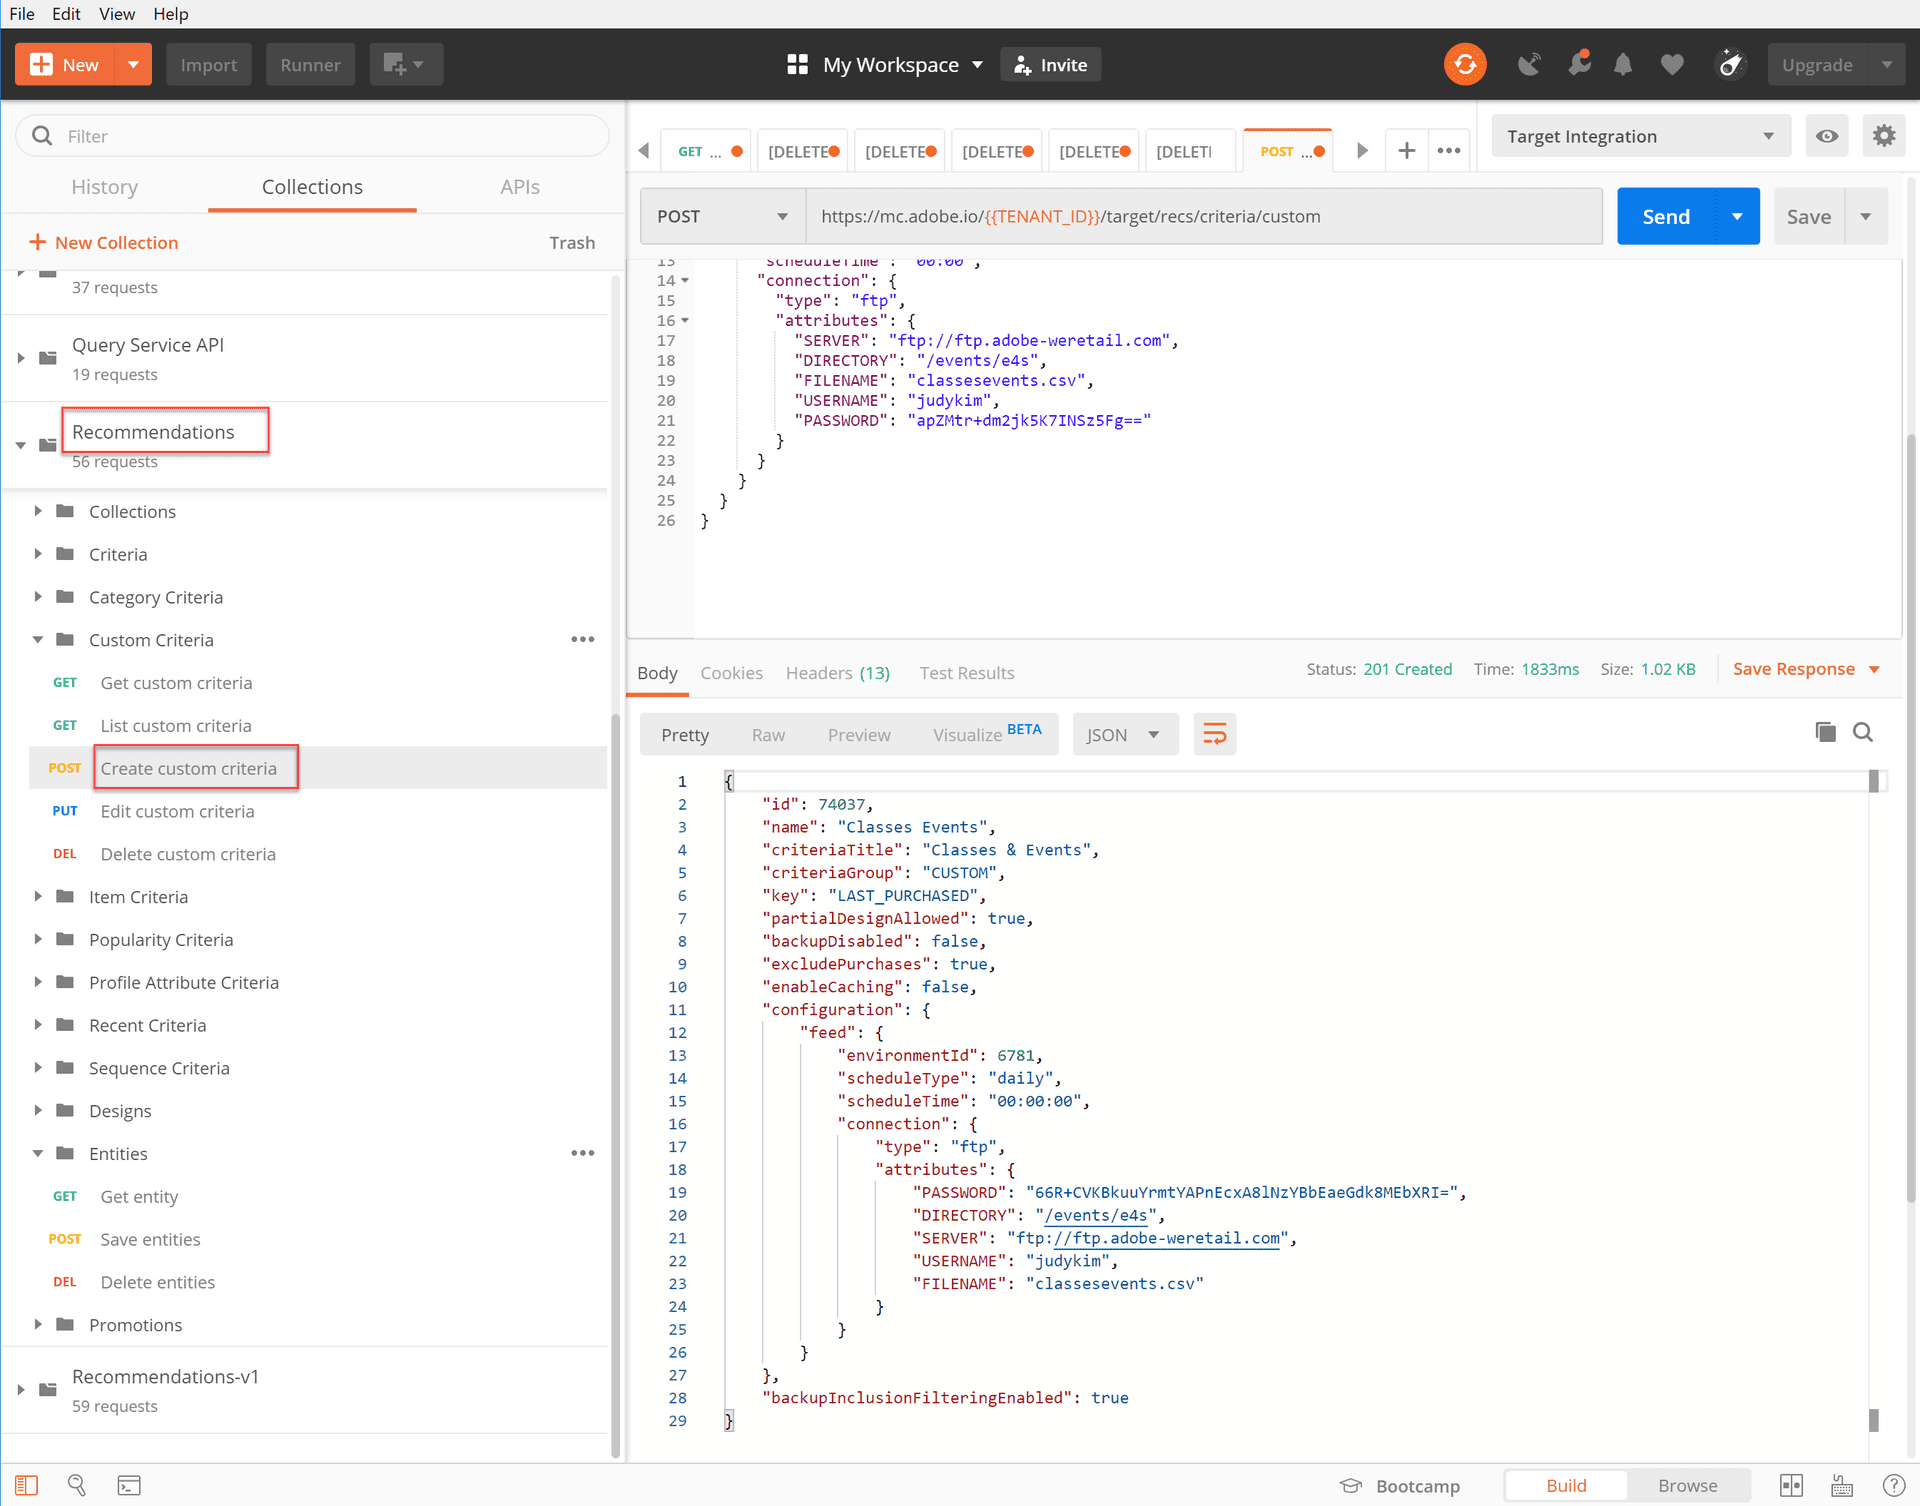 File Edit View Help
New Import Runner My Workspace Invite Upgrade
Filter
History Collections APIs
New Collection Trash
37 requests
Query Service API
19 requests
Recommendations
56 requests
Collections
Criteria
Category Criteria
Custom Criteria
GET Get custom criteria
GET List custom criteria
POST Create custom criteria
PUT Edit custom criteria
DEL Delete custom criteria
Item Criteria
Popularity Criteria
Profile Attribute Criteria
Recent Criteria
Sequence Criteria
Designs
Entities
GET Get entity
POST Save entities
DEL Delete entities
Promotions
Recommendations-v1
59 requests
GET ... [DELETE [DELETE [DELETE [DELETE [DELETI POST ... Target Integration
POST https://mc.adobe.io/{{TENANT_ID}}/target/recs/criteria/custom Send Save
13 "scheduleTime": "00:00",
14 "connection": {
15 "type": "ftp",
16 "attributes": {
17 "SERVER": "ftp://ftp.adobe-weretail.com",
18 "DIRECTORY": "/events/e4s",
19 "FILENAME": "classesevents.csv",
20 "USERNAME": "judykim",
21 "PASSWORD": "apZMtr+dm2jk5K7INSz5Fg=="
22 }
23 }
24 }
25 }
26 }
Body Cookies Headers (13) Test Results Status: 201 Created Time: 1833ms Size: 1.02 KB Save Response
Pretty Raw Preview Visualize BETA JSON
1 {
2 "id": 74037,
3 "name": "Classes Events",
4 "criteriaTitle": "Classes & Events",
5 "criteriaGroup": "CUSTOM",
6 "key": "LAST_PURCHASED",
7 "partialDesignAllowed": true,
8 "backupDisabled": false,
9 "excludePurchases": true,
10 "enableCaching": false,
11 "configuration": {
12 "feed": {
13 "environmentId": 6781,
14 "scheduleType": "daily",
15 "scheduleTime": "00:00:00",
16 "connection": {
17 "type": "ftp",
18 "attributes": {
19 "PASSWORD": "66R+CVKBkuuYrmtYAPnEcxA8lNzYBbEaeGdk8MEbXRI=",
20 "DIRECTORY": "/events/e4s",
21 "SERVER": "ftp://ftp.adobe-weretail.com",
22 "USERNAME": "judykim",
23 "FILENAME": "classesevents.csv"
24 }
25 }
26 }
27 },
28 "backupInclusionFilteringEnabled": true
29 }
Bootcamp Build Browse